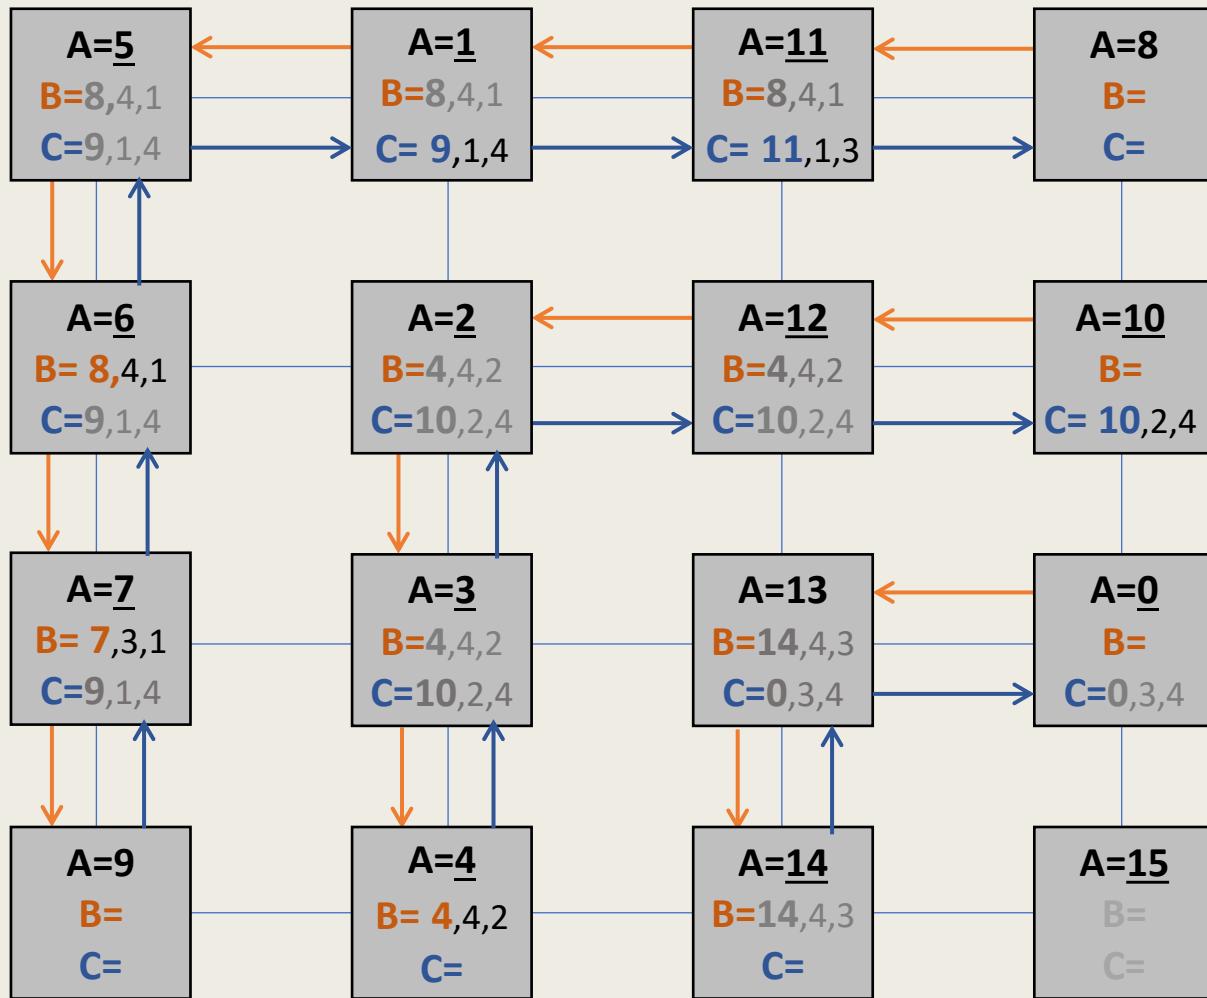 A=5
B=8,4,1
C=9,1,4
A=1
B=8,4,1
C= 9,1,4
A=11
B=8,4,1
C= 11,1,3
A=8
B=
C=
A=6
B= 8,4,1
C=9,1,4
A=2
B=4,4,2
C=10,2,4
A=12
B=4,4,2
C=10,2,4
A=10
B=
C= 10,2,4
A=7
B= 7,3,1
C=9,1,4
A=3
B=4,4,2
C=10,2,4
A=13
B=14,4,3
C=0,3,4
A=0
B=
C=0,3,4
A=9
B=
C=
A=4
B= 4,4,2
C=
A=14
B=14,4,3
C=
A=15
B=
C=